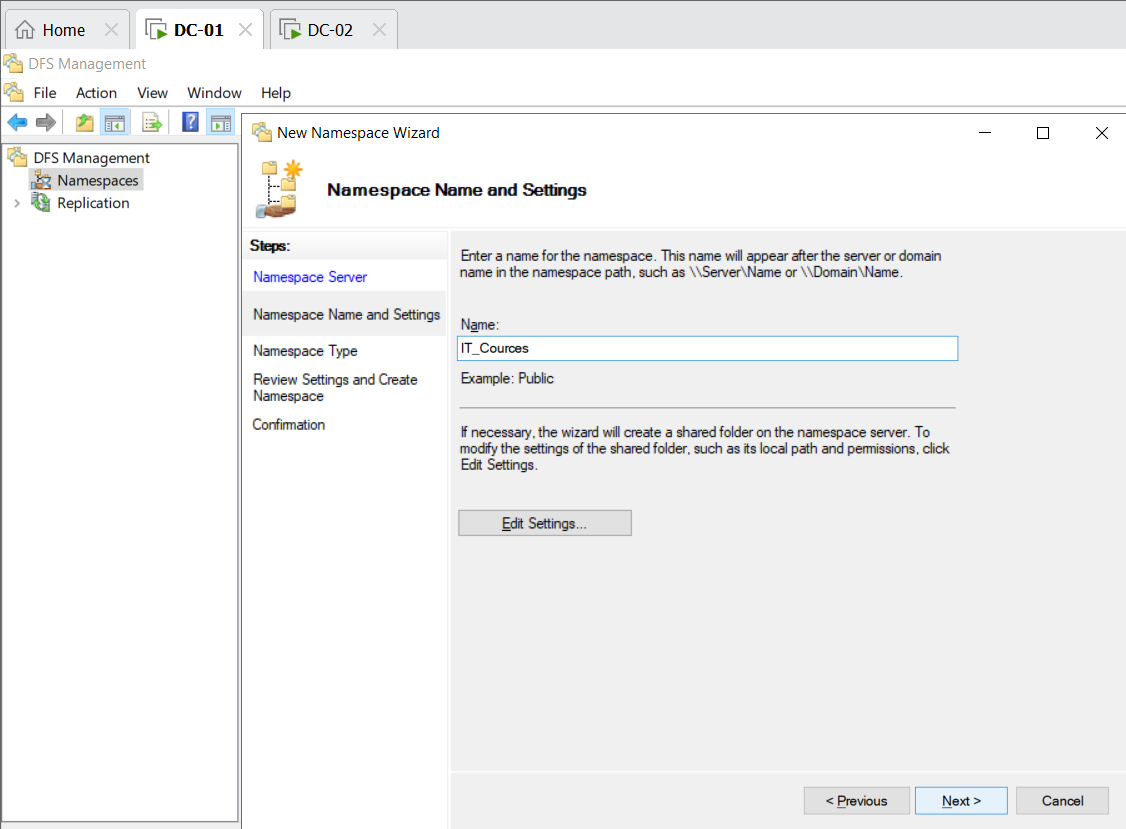 Home
DC-01
DC-02
DFS Management
File Action View Window Help
New Namespace Wizard
DFS Management
Namespaces
Replication
Namespace Name and Settings
Steps:
Namespace Server
Namespace Name and Settings
Namespace Type
Review Settings and Create
Namespace
Confirmation
Enter a name for the namespace. This name will appear after the server or domain
name in the namespace path, such as \\Server\Name or \\Domain\Name.
Name:
IT_Cources
Example: Public
If necessary, the wizard will create a shared folder on the namespace server. To
modify the settings of the shared folder, such as its local path and permissions, click
Edit Settings.
Edit Settings...
< Previous
Next >
Cancel